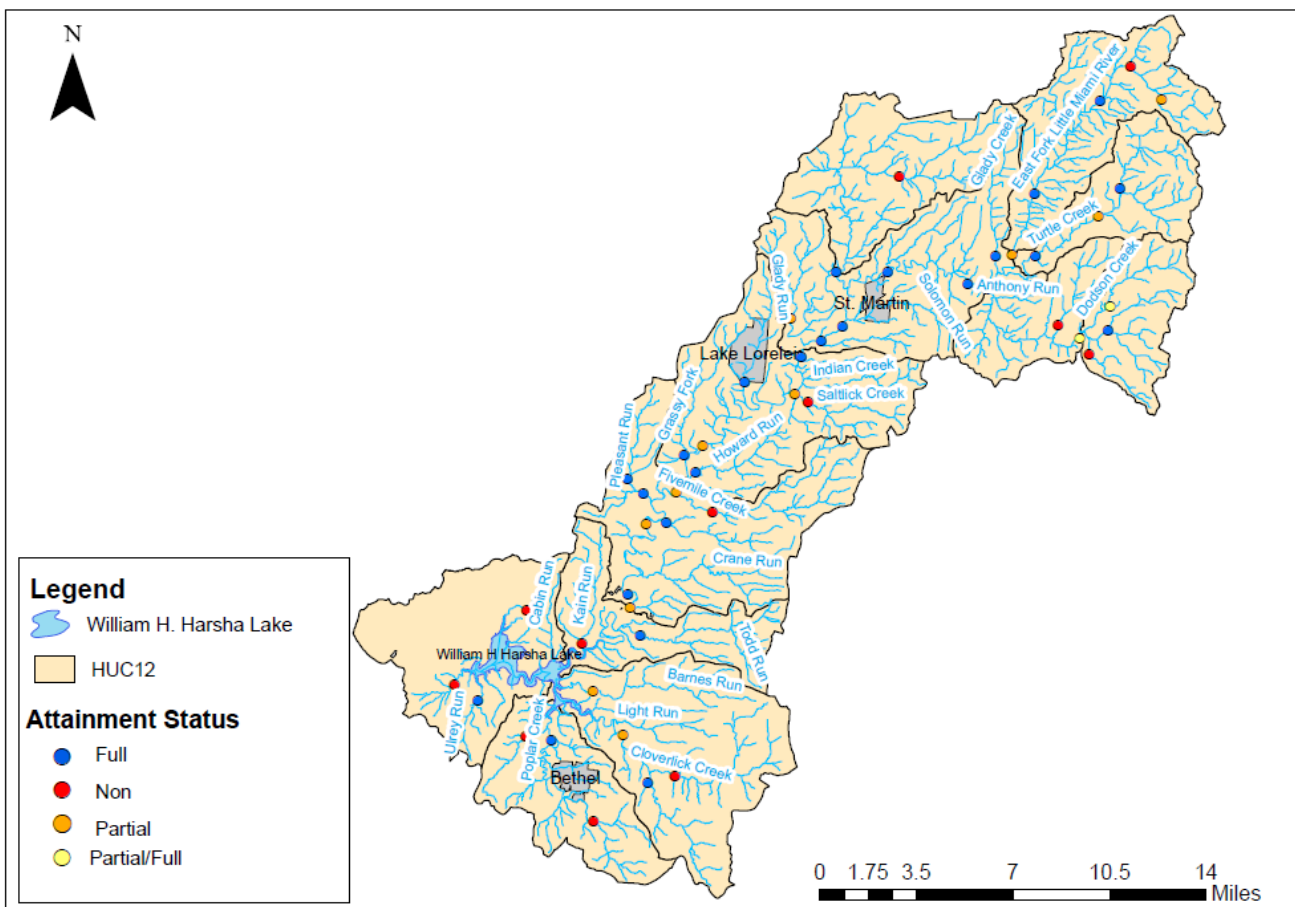 N
East Fork Little Miami River
Glady Creek
Turtle Creek
Glady Run
St. Martin
Solomon Run
Anthony Run
Dodson Creek
Lake Lorelei
Indian Creek
Saltlick Creek
Grassy Fork
Pleasant Run
Howard Run
Fivemile Creek
Crane Run
Cabin Run
Kain Run
Todd Run
William H Harsha Lake
Barnes Run
Light Run
Ulrey Run
Poplar Creek
Cloverlick Creek
Bethel
Legend
William H. Harsha Lake
HUC12
Attainment Status
Full
Non
Partial
Partial/Full
0 1.75 3.5 7 10.5 14
Miles